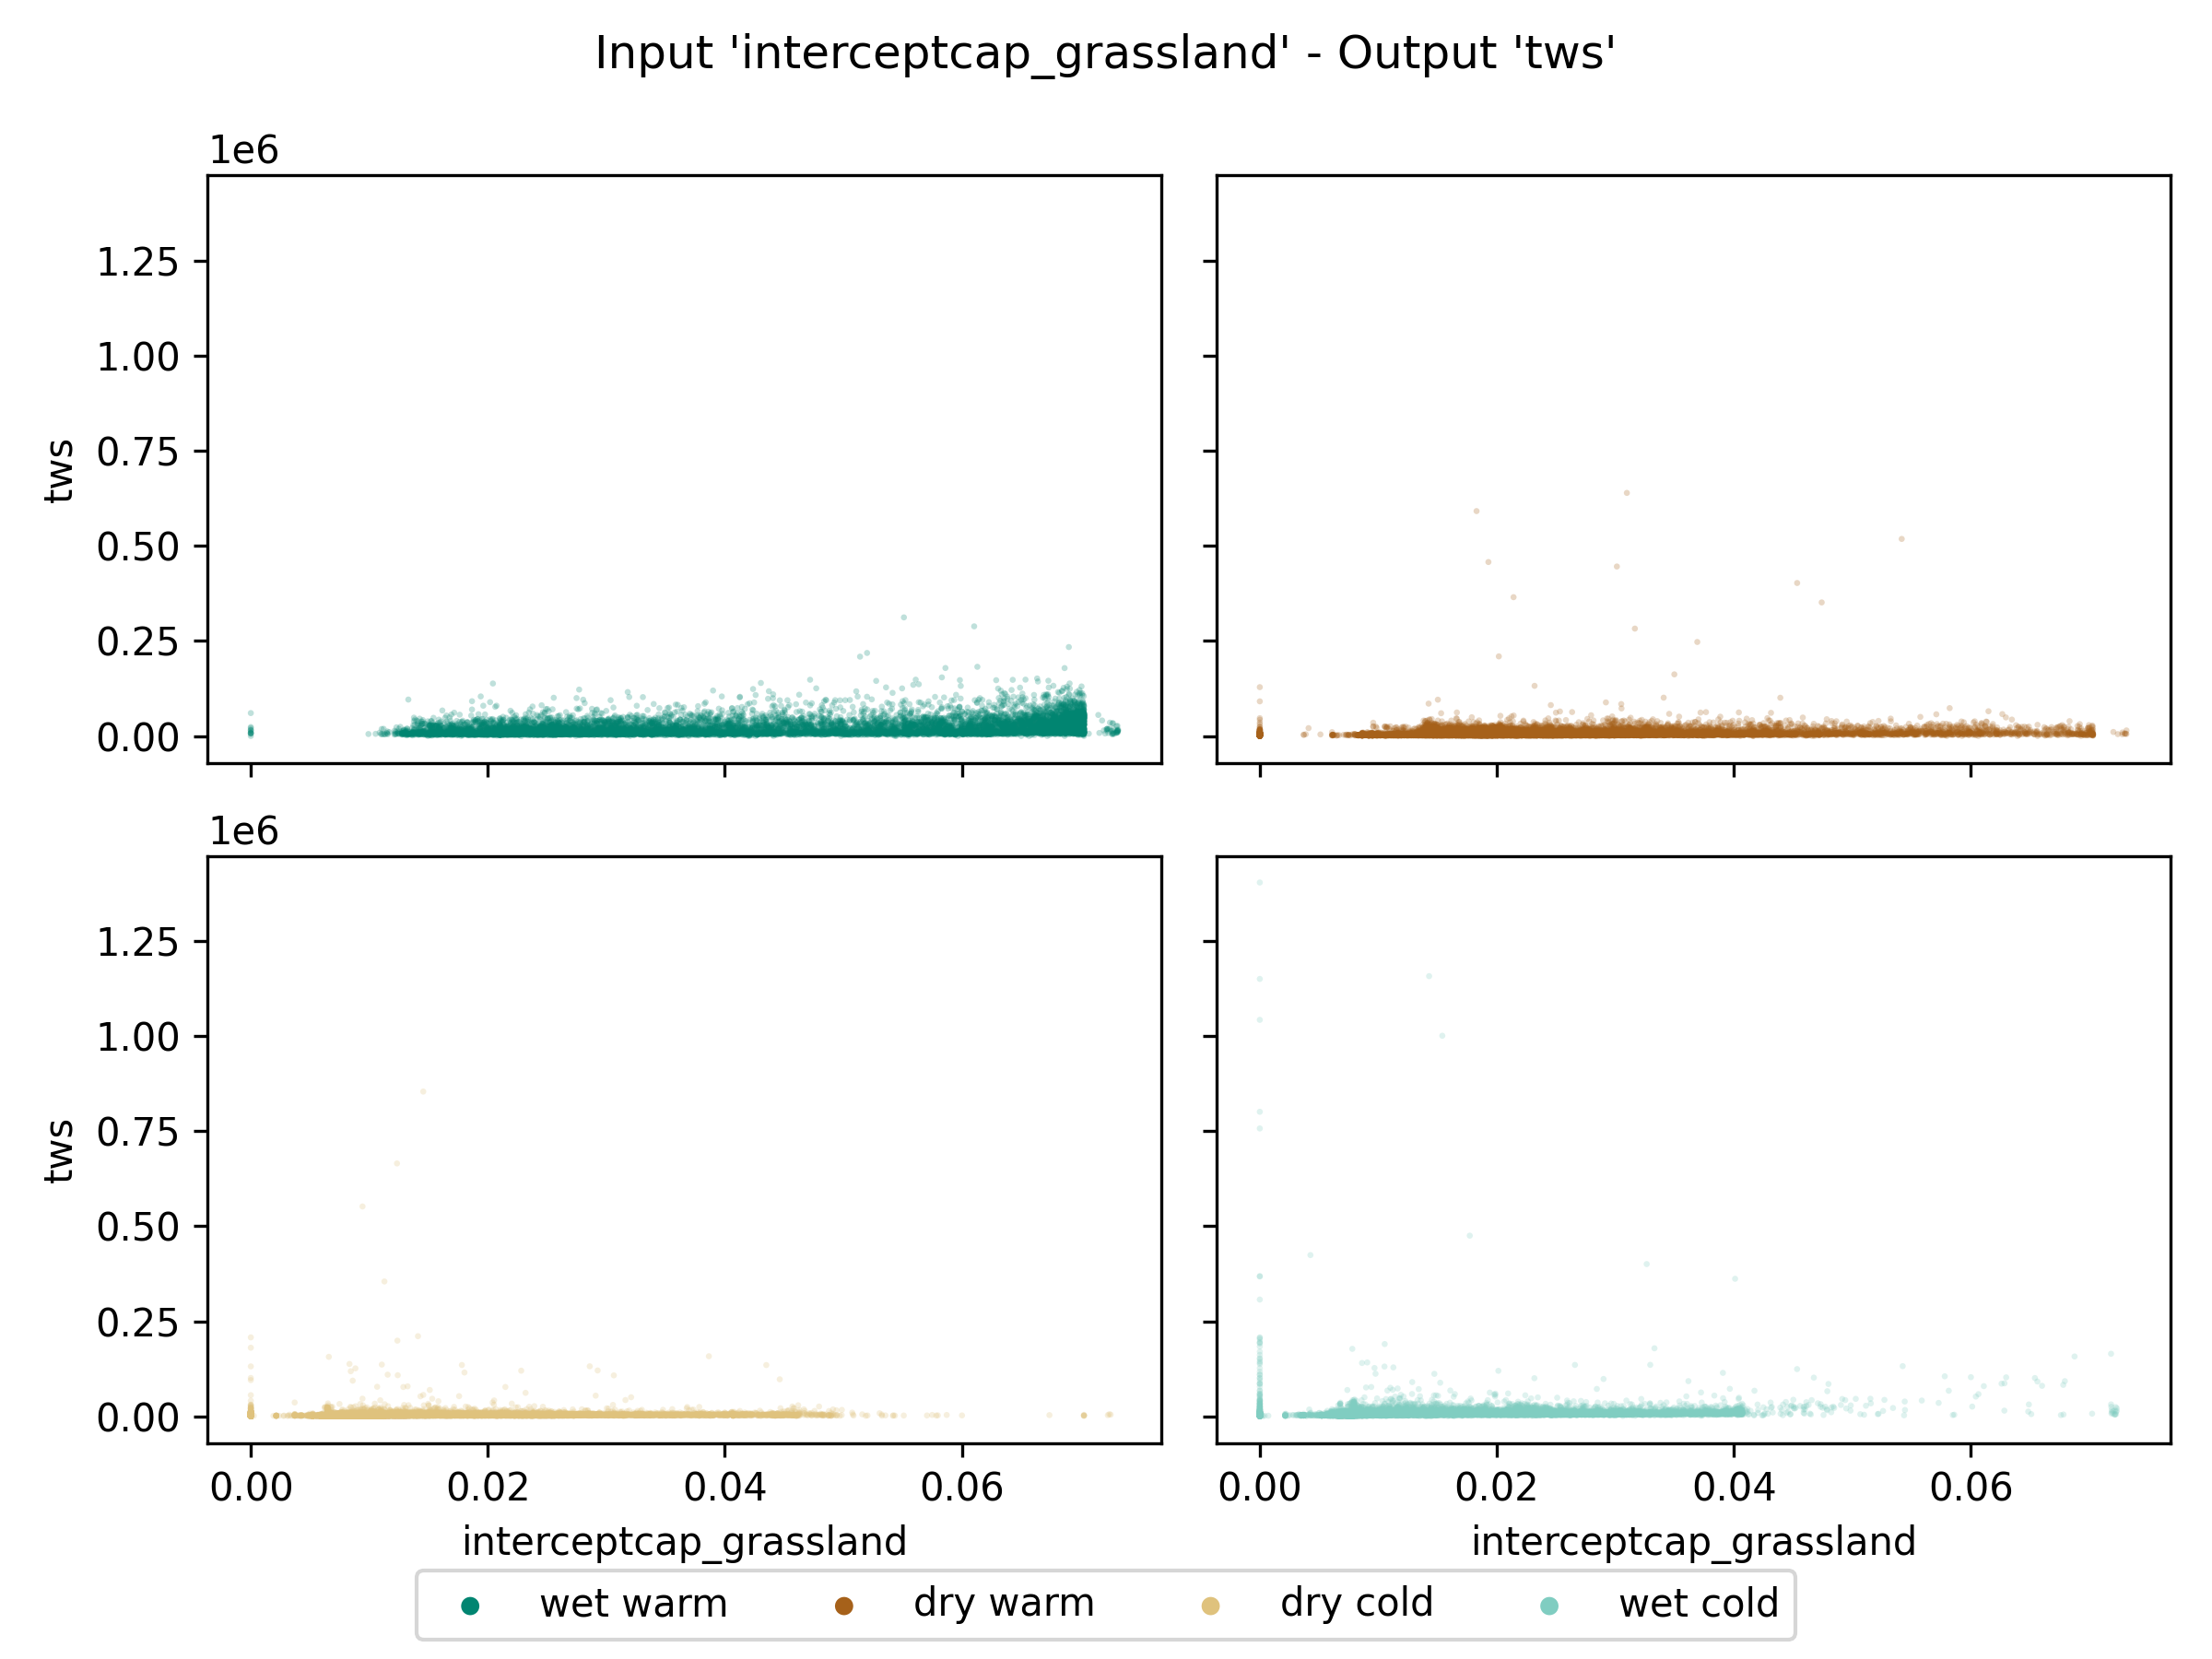 Input 'interceptcap_grassland' - Output 'tws'
1e6
1.25
1.00
0.75
0.50
0.25
0.00
tws
1e6
1.25
1.00
0.75
0.50
0.25
0.00
tws
0.00 0.02 0.04 0.06
0.00 0.02 0.04 0.06
interceptcap_grassland
interceptcap_grassland
wet warm dry warm dry cold wet cold